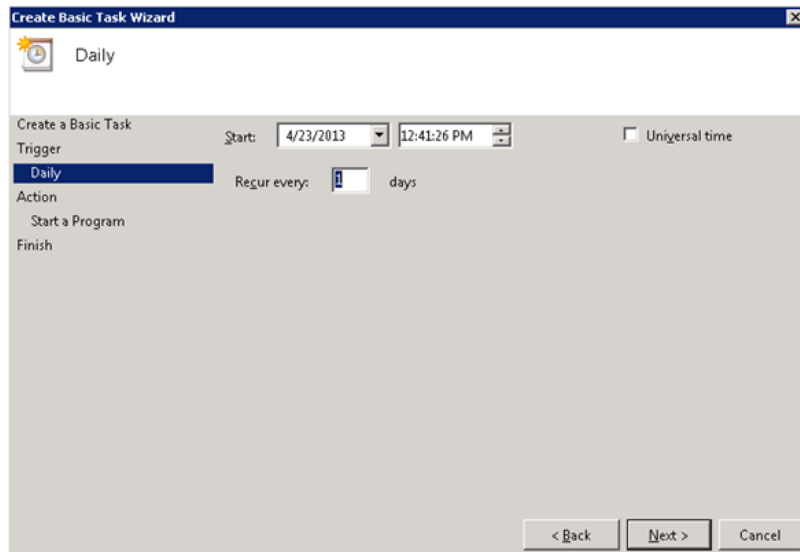 Create Basic Task Wizard
Daily
Create a Basic Task
Trigger
Daily
Action
Start a Program
Finish
Start: 4/23/2013 12:41:26 PM Universal time
Recur every: 1 days
< Back Next > Cancel